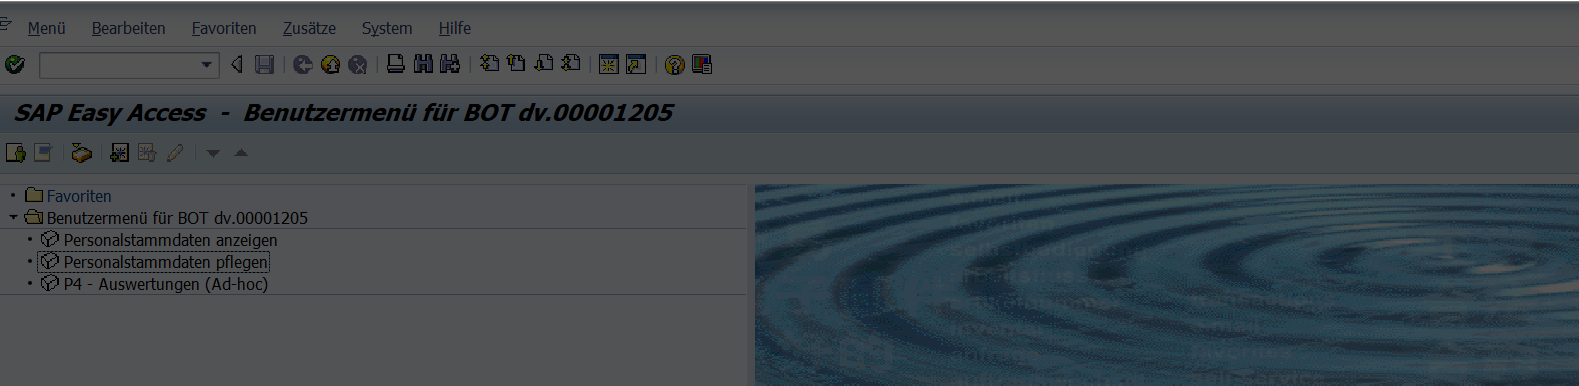 Menü Bearbeiten Favoriten Zusätze System Hilfe
SAP Easy Access - Benutzermenü für BOT dv.00001205
Favoriten
Benutzermenü für BOT dv.00001205
Personalstammdaten anzeigen
Personalstammdaten pflegen
P4 - Auswertungen (Ad-hoc)